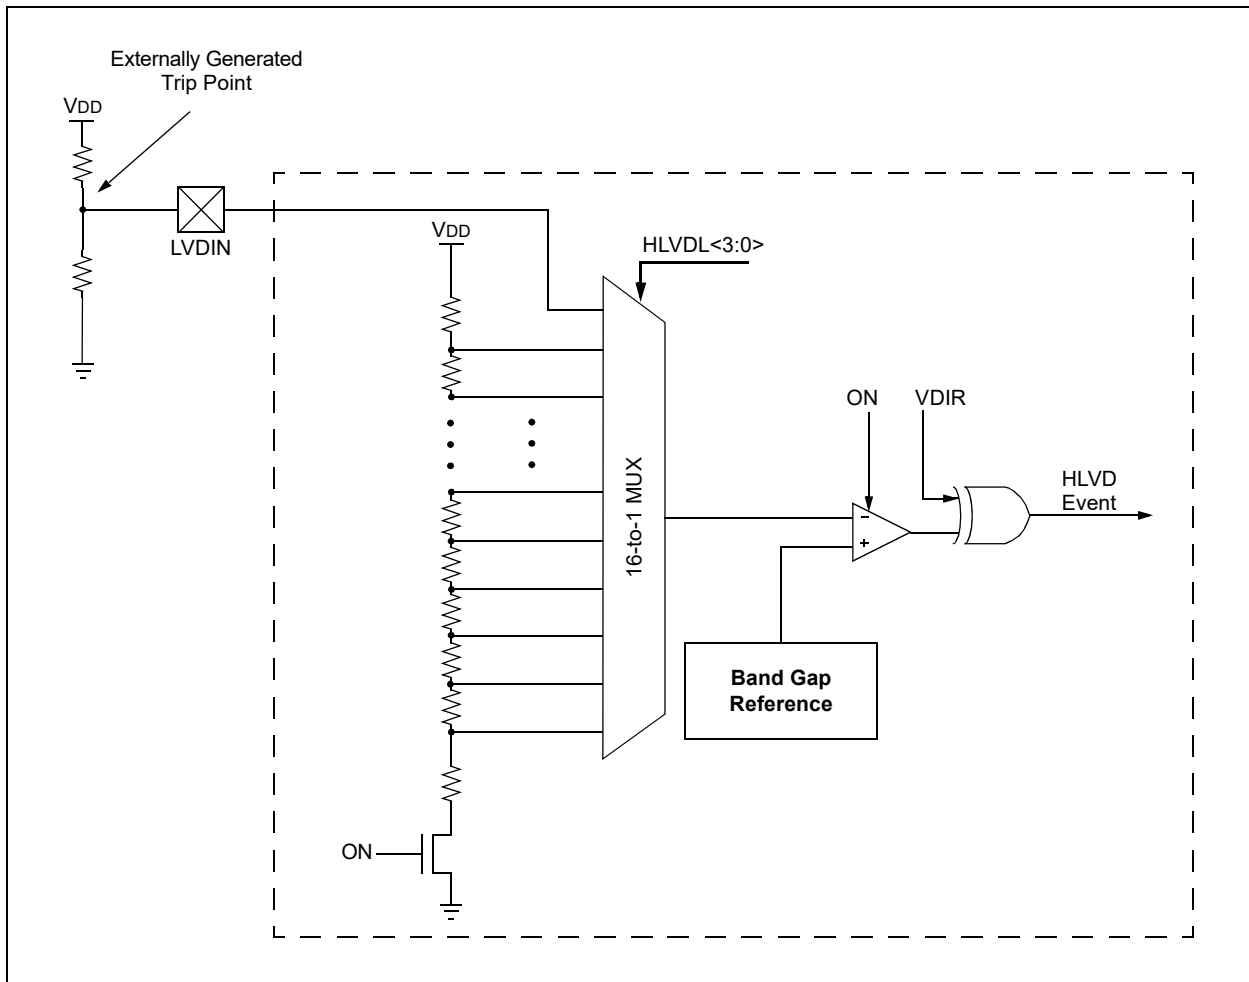 Externally Generated
Trip Point
VDD
LVDIN
VDD
HLVDL<3:0>
ON
VDIR
HLVD
Event
16-to-1 MUX
−
+
Band Gap
Reference
ON